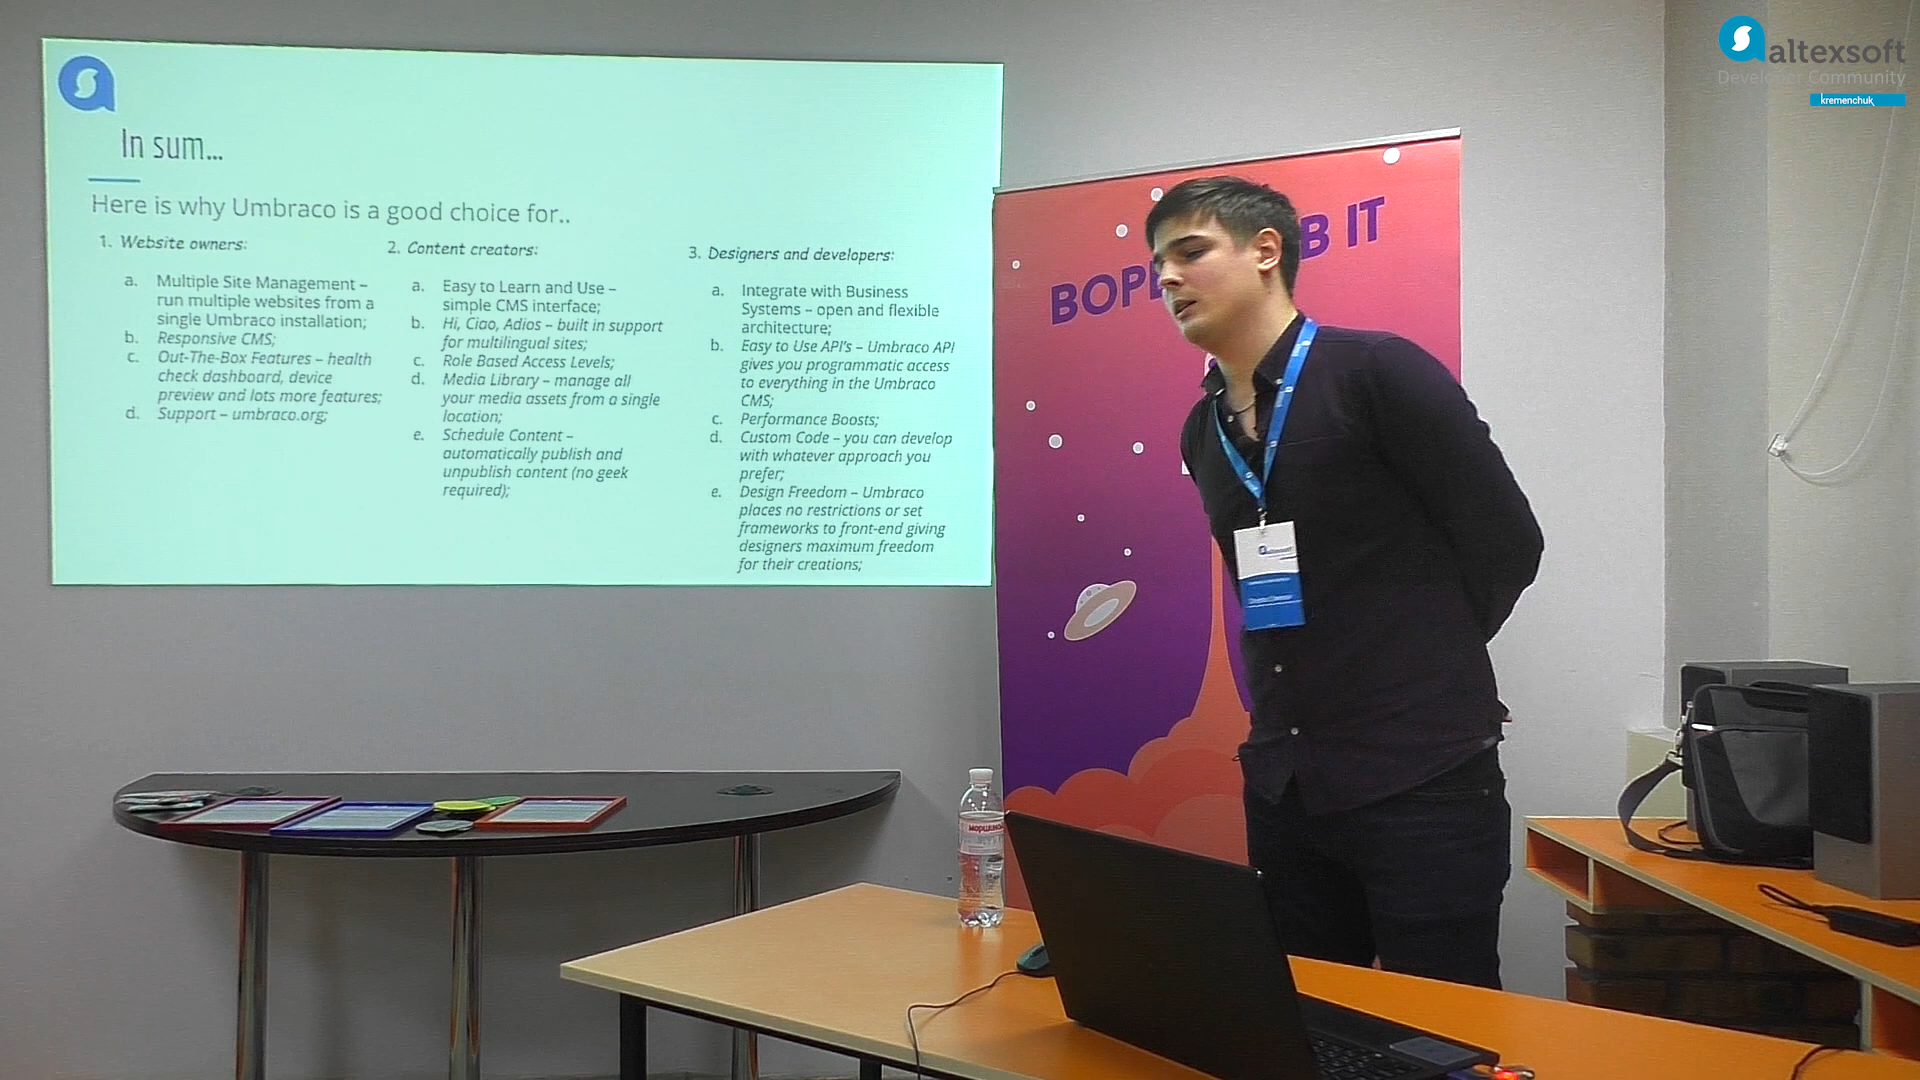 altexsoft
Developer Community
kremenchuk
In sum...
Here is why Umbraco is a good choice for..
1. Website owners:
a. Multiple Site Management –
run multiple websites from a
single Umbraco installation;
b. Responsive CMS;
c. Out-The-Box Features – health
check dashboard, device
preview and lots more features;
d. Support – umbraco.org;
2. Content creators:
a. Easy to Learn and Use –
simple CMS interface;
b. Hi, Ciao, Adios – built in support
for multilingual sites;
c. Role Based Access Levels;
d. Media Library – manage all
your media assets from a single
location;
e. Schedule Content –
automatically publish and
unpublish content (no geek
required);
3. Designers and developers:
a. Integrate with Business
Systems – open and flexible
architecture;
b. Easy to Use API's – Umbraco API
gives you programmatic access
to everything in the Umbraco
CMS;
c. Performance Boosts;
d. Custom Code – you can develop
with whatever approach you
prefer;
e. Design Freedom – Umbraco
places no restrictions or set
frameworks to front-end giving
designers maximum freedom
for their creations;
В ІТ
altexsoft